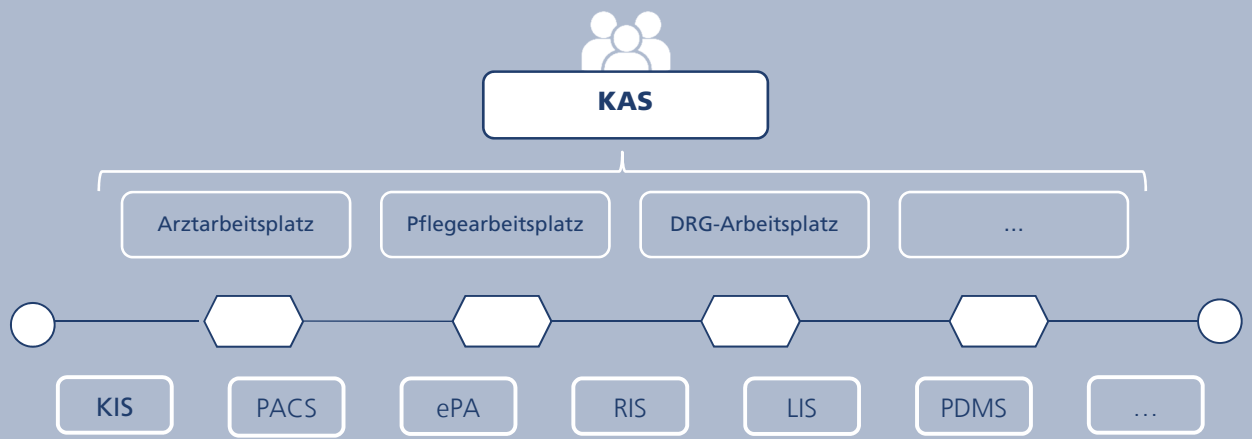 KAS
Arztarbeitsplatz
Pflegearbeitsplatz
DRG-Arbeitsplatz
...
KIS
PACS
ePA
RIS
LIS
PDMS
...